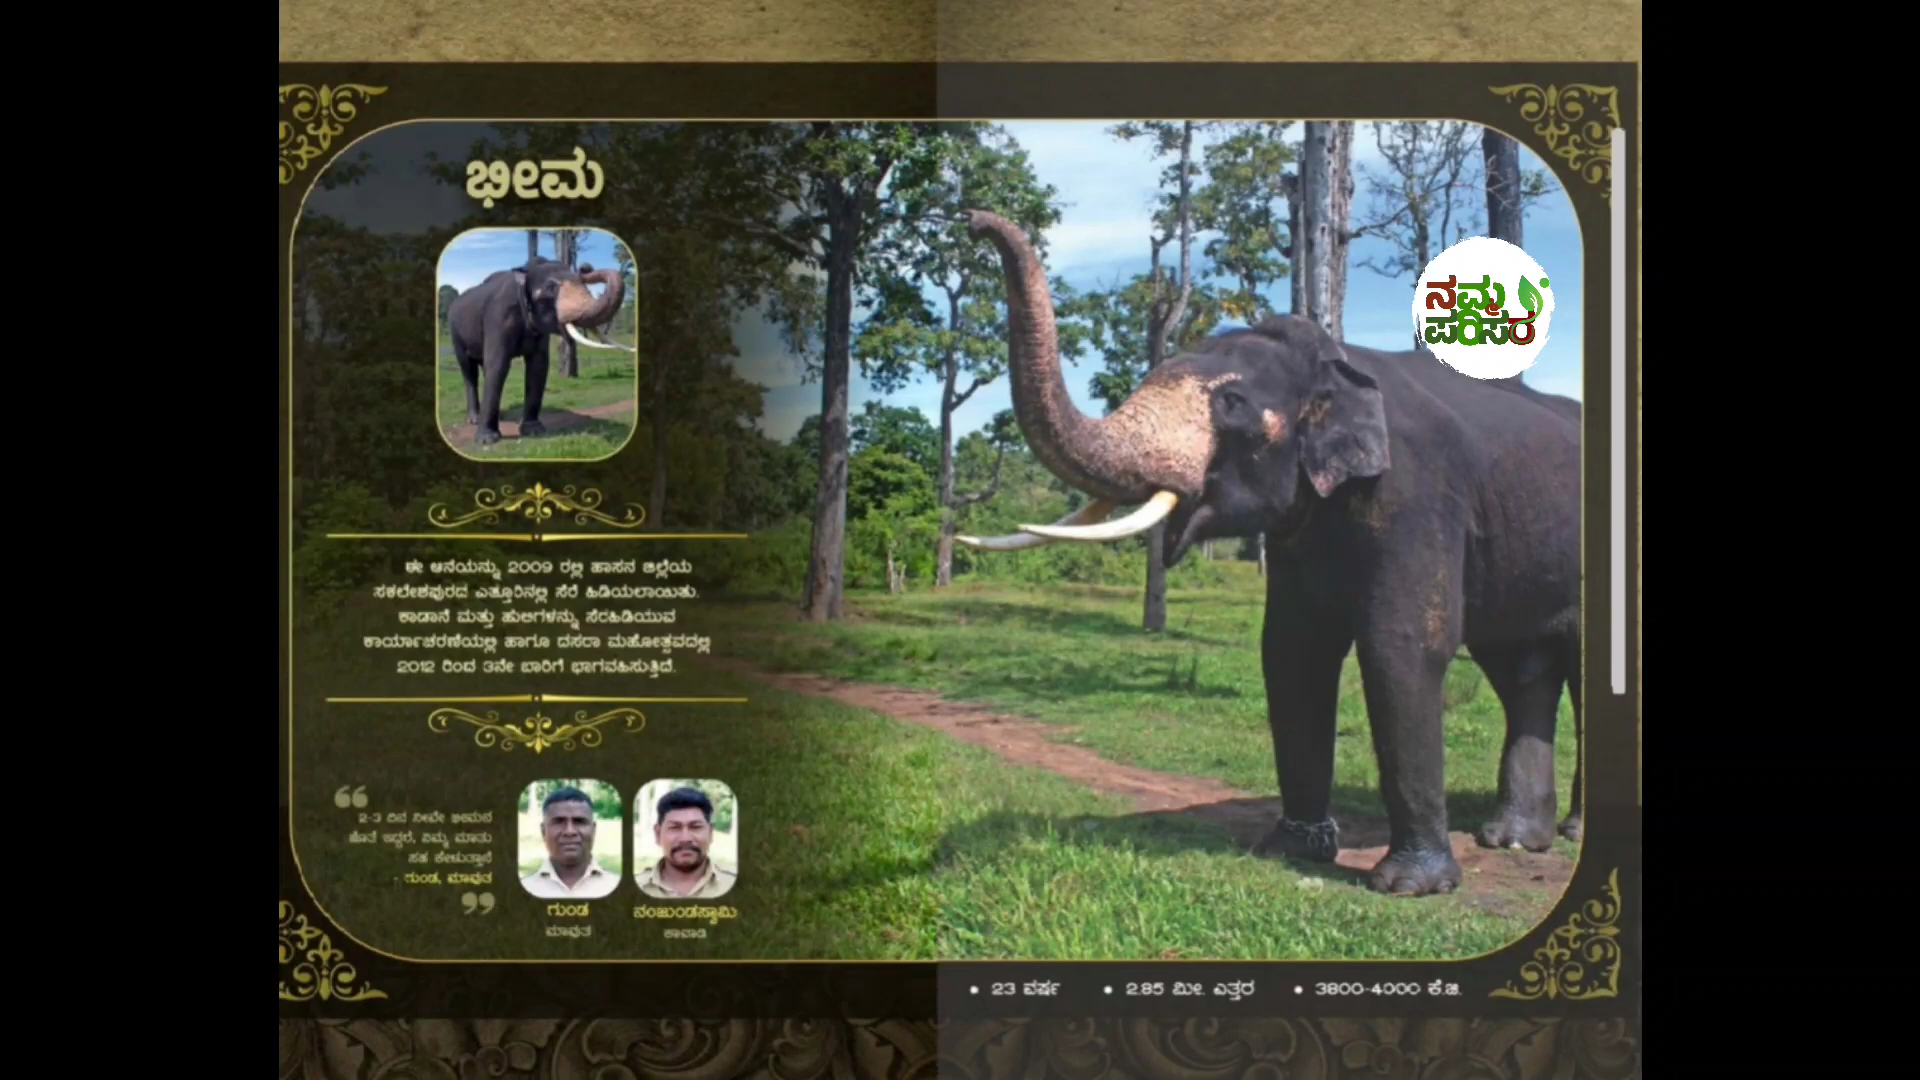 ಭೀಮ
ನಮ್ಮ
ಪರಿಸರ
ಈ ಆನೆಯನ್ನು 2009 ರಲ್ಲಿ ಹಾಸನ ಜಿಲ್ಲೆಯ
ಸಕಲೇಶಪುರದ ಎತ್ತೂರಿನಲ್ಲಿ ಸೆರೆ ಹಿಡಿಯಲಾಯಿತು.
ಕಾಡಾನೆ ಮತ್ತು ಹುಲಿಗಳನ್ನು ಸೆರಹಿಡಿಯುವ
ಕಾರ್ಯಾಚರಣೆಯಲ್ಲಿ ಹಾಗೂ ದಸರಾ ಮಹೋತ್ಸವದಲ್ಲಿ
2012 ರಿಂದ 3ನೇ ಬಾರಿಗೆ ಭಾಗವಹಿಸುತ್ತಿದೆ.
“ 2-3 ದಿನ ನೀವೇ ಭೀಮನ
ಜೊತೆ ಇದ್ದರೆ, ನಿಮ್ಮ ಮಾತು
ಸಹ ಕೇಳುತ್ತಾನೆ
- ಗುಂಡ, ಮಾವುತ ”
ಗುಂಡ
ಮಾವುತ
ನಂಜುಂಡಸ್ವಾಮಿ
ಕಾವಾಡಿ
• 23 ವರ್ಷ • 2.85 ಮೀ. ಎತ್ತರ • 3800-4000 ಕೆ.ಜಿ.